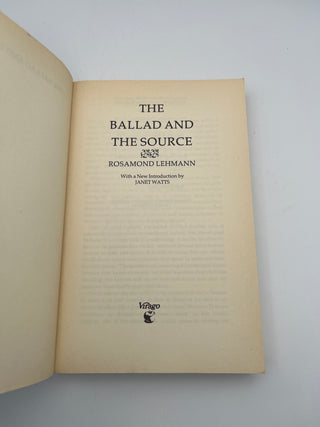 THE
BALLAD AND
THE SOURCE
ROSAMOND LEHMANN
With a New Introduction by
JANET WATTS
Virago